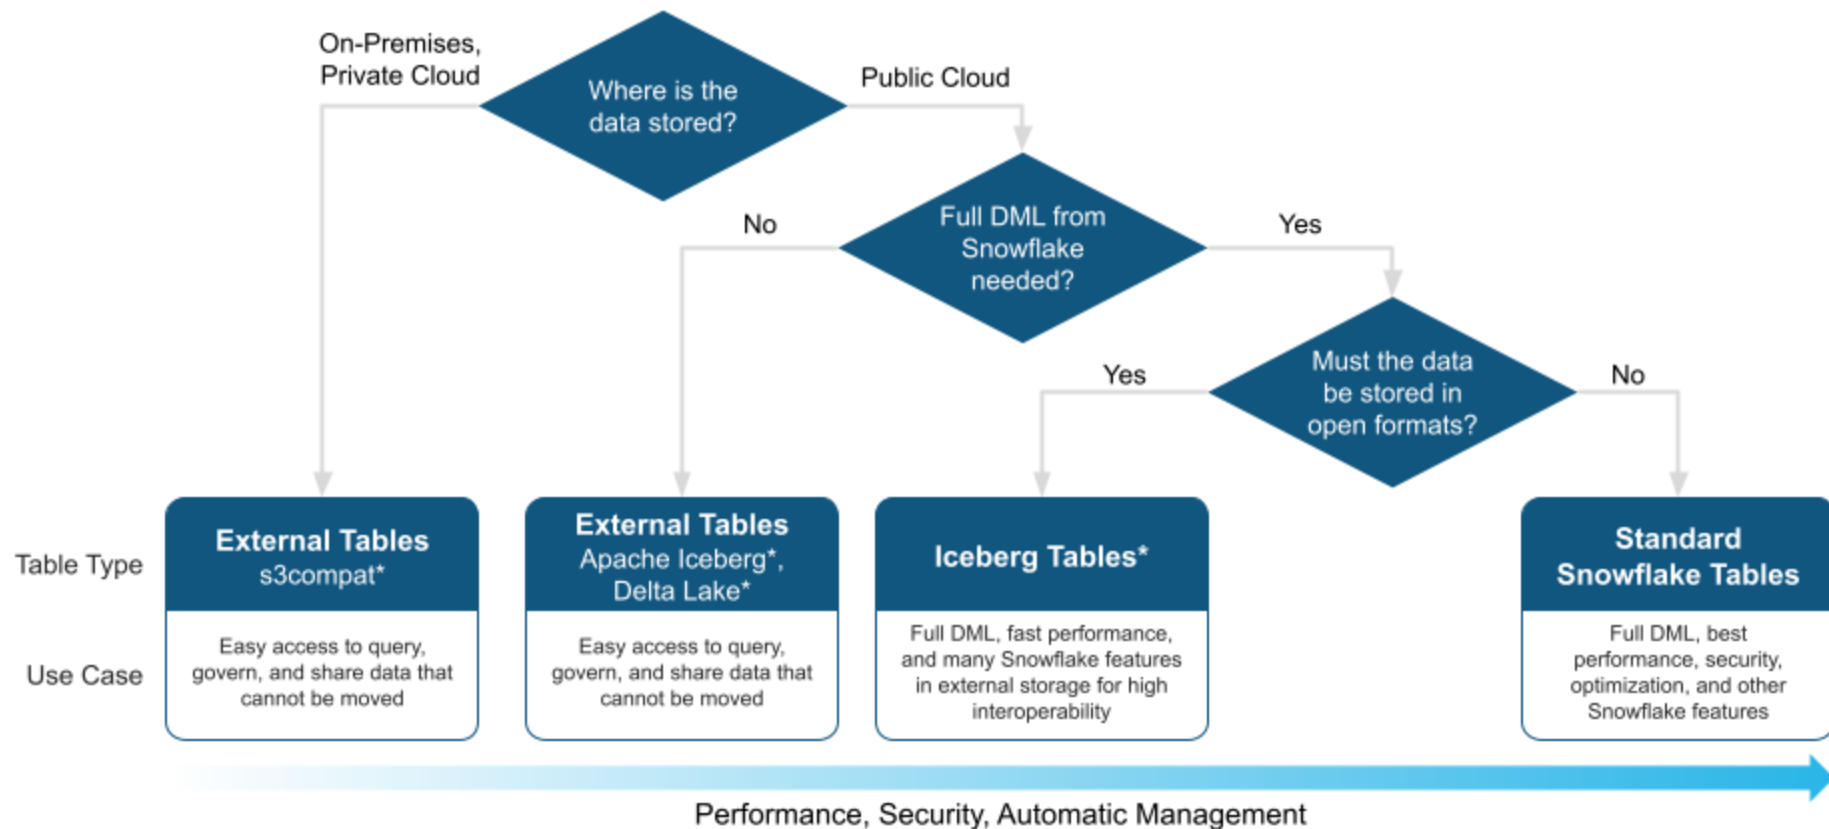 On-Premises,
Private Cloud
Where is the
data stored?
Public Cloud
No
Full DML from
Snowflake
needed?
Yes
Yes
Must the data
be stored in
open formats?
No
Table Type
External Tables
s3compat*
External Tables
Apache Iceberg*,
Delta Lake*
Iceberg Tables*
Standard
Snowflake Tables
Use Case
Easy access to query,
govern, and share data that
cannot be moved
Easy access to query,
govern, and share data that
cannot be moved
Full DML, fast performance,
and many Snowflake features
in external storage for high
interoperability
Full DML, best
performance, security,
optimization, and other
Snowflake features
Performance, Security, Automatic Management